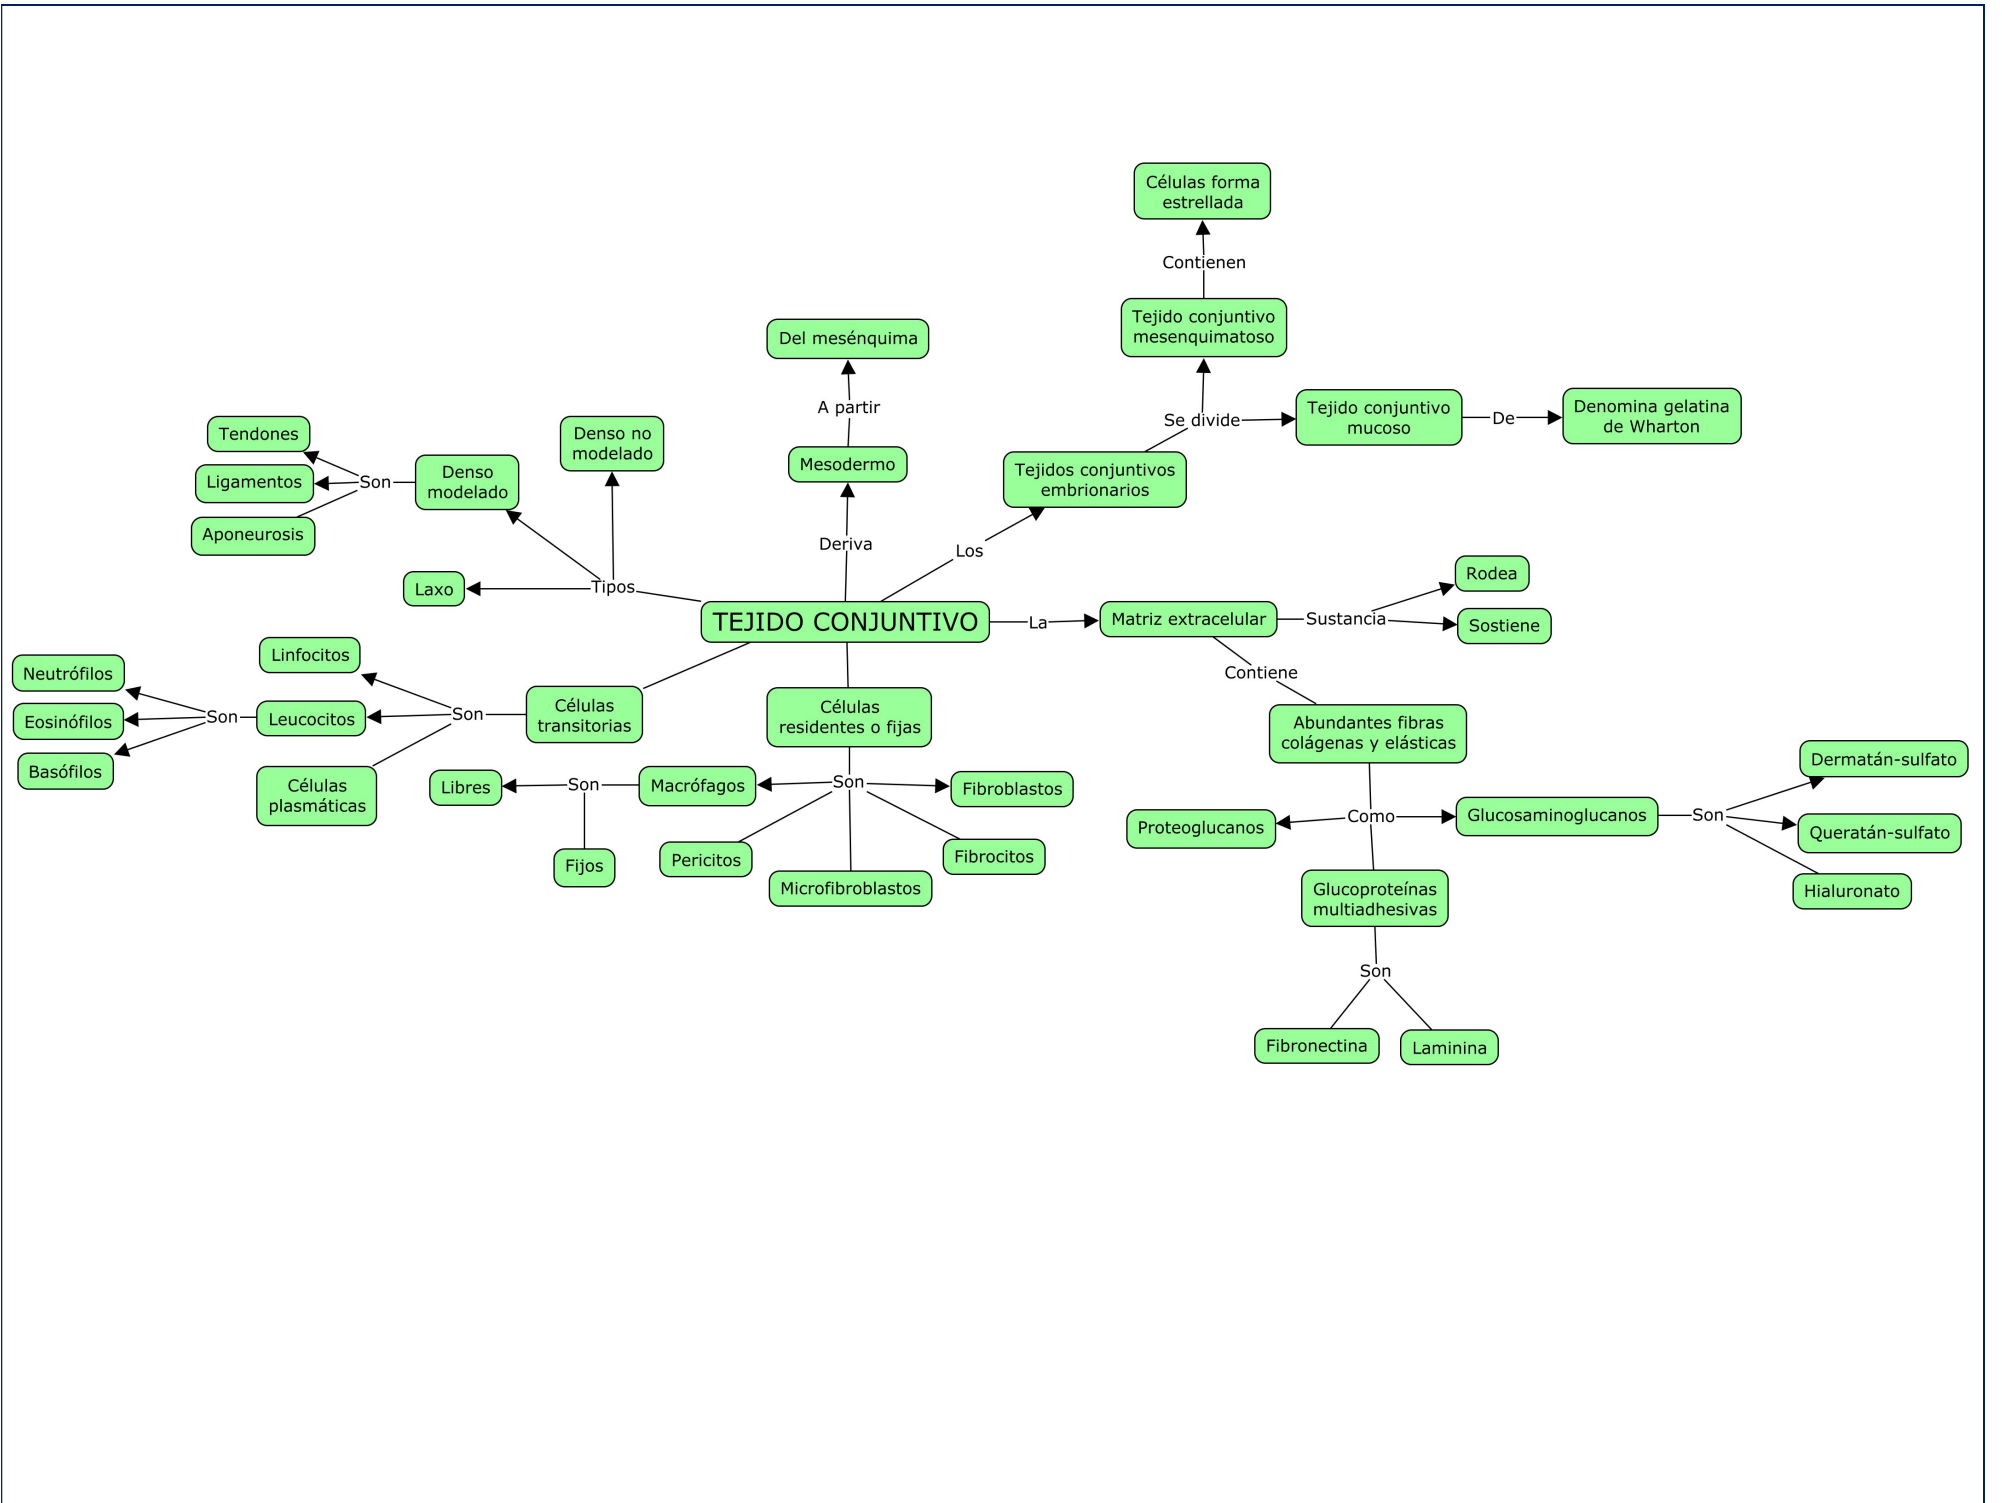 Células forma
estrellada
Contienen
Tejido conjuntivo
mesenquimatoso
Del mesénquima
A partir
Se divide
Tejido conjuntivo
mucoso
De
Denomina gelatina
de Wharton
Tendones
Ligamentos
Aponeurosis
Son
Denso
modelado
Denso no
modelado
Mesodermo
Tejidos conjuntivos
embrionarios
Deriva
Los
Laxo
Tipos
TEJIDO CONJUNTIVO
La
Matriz extracelular
Sustancia
Rodea
Sostiene
Contiene
Linfocitos
Neutrófilos
Eosinófilos
Basófilos
Son
Leucocitos
Son
Células
transitorias
Células
plasmáticas
Células
residentes o fijas
Abundantes fibras
colágenas y elásticas
Libres
Son
Macrófagos
Son
Fibroblastos
Fijos
Pericitos
Microfibroblastos
Fibrocitos
Proteoglucanos
Como
Glucosaminoglucanos
Son
Dermatán-sulfato
Queratán-sulfato
Hialuronato
Glucoproteínas
multiadhesivas
Son
Fibronectina
Laminina